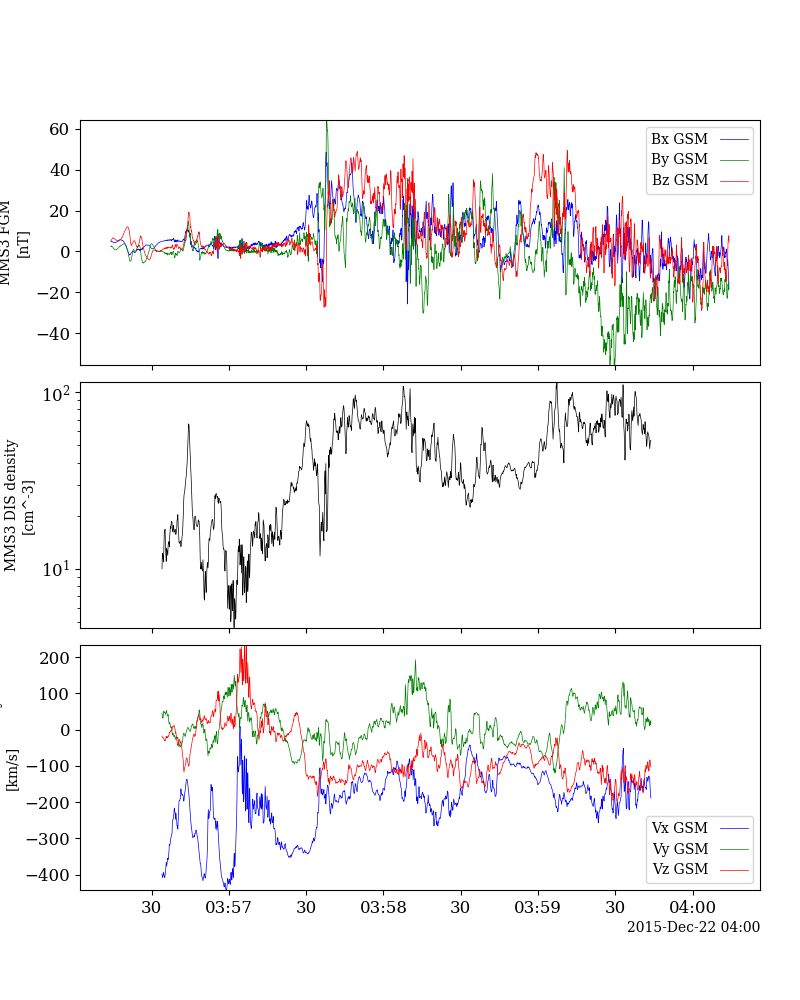 60
40
20
0
−20
−40
MMS3 FGM
[nT]
Bx GSM
By GSM
Bz GSM
10^2
10^1
MMS3 DIS density
[cm^-3]
200
100
0
−100
−200
−300
−400
[km/s]
Vx GSM
Vy GSM
Vz GSM
30 03:57 30 03:58 30 03:59 30 04:00
2015-Dec-22 04:00